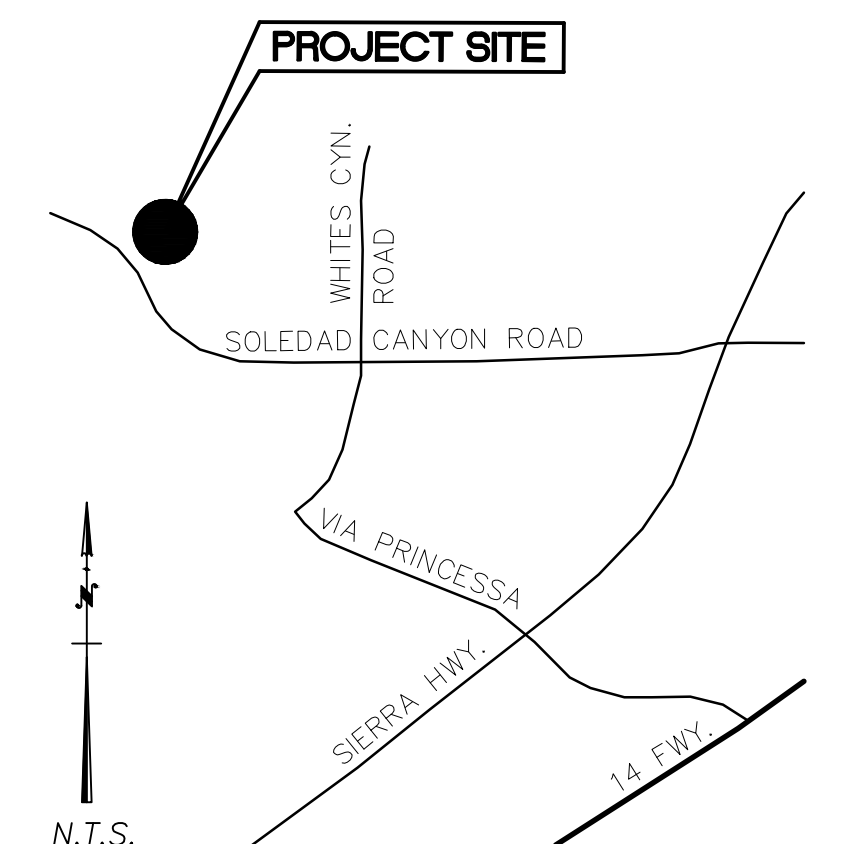 PROJECT SITE
WHITES CYN.
ROAD
SOLEDAD CANYON ROAD
VIA PRINCESSA
N
SIERRA HWY.
14 FWY.
N.T.S.